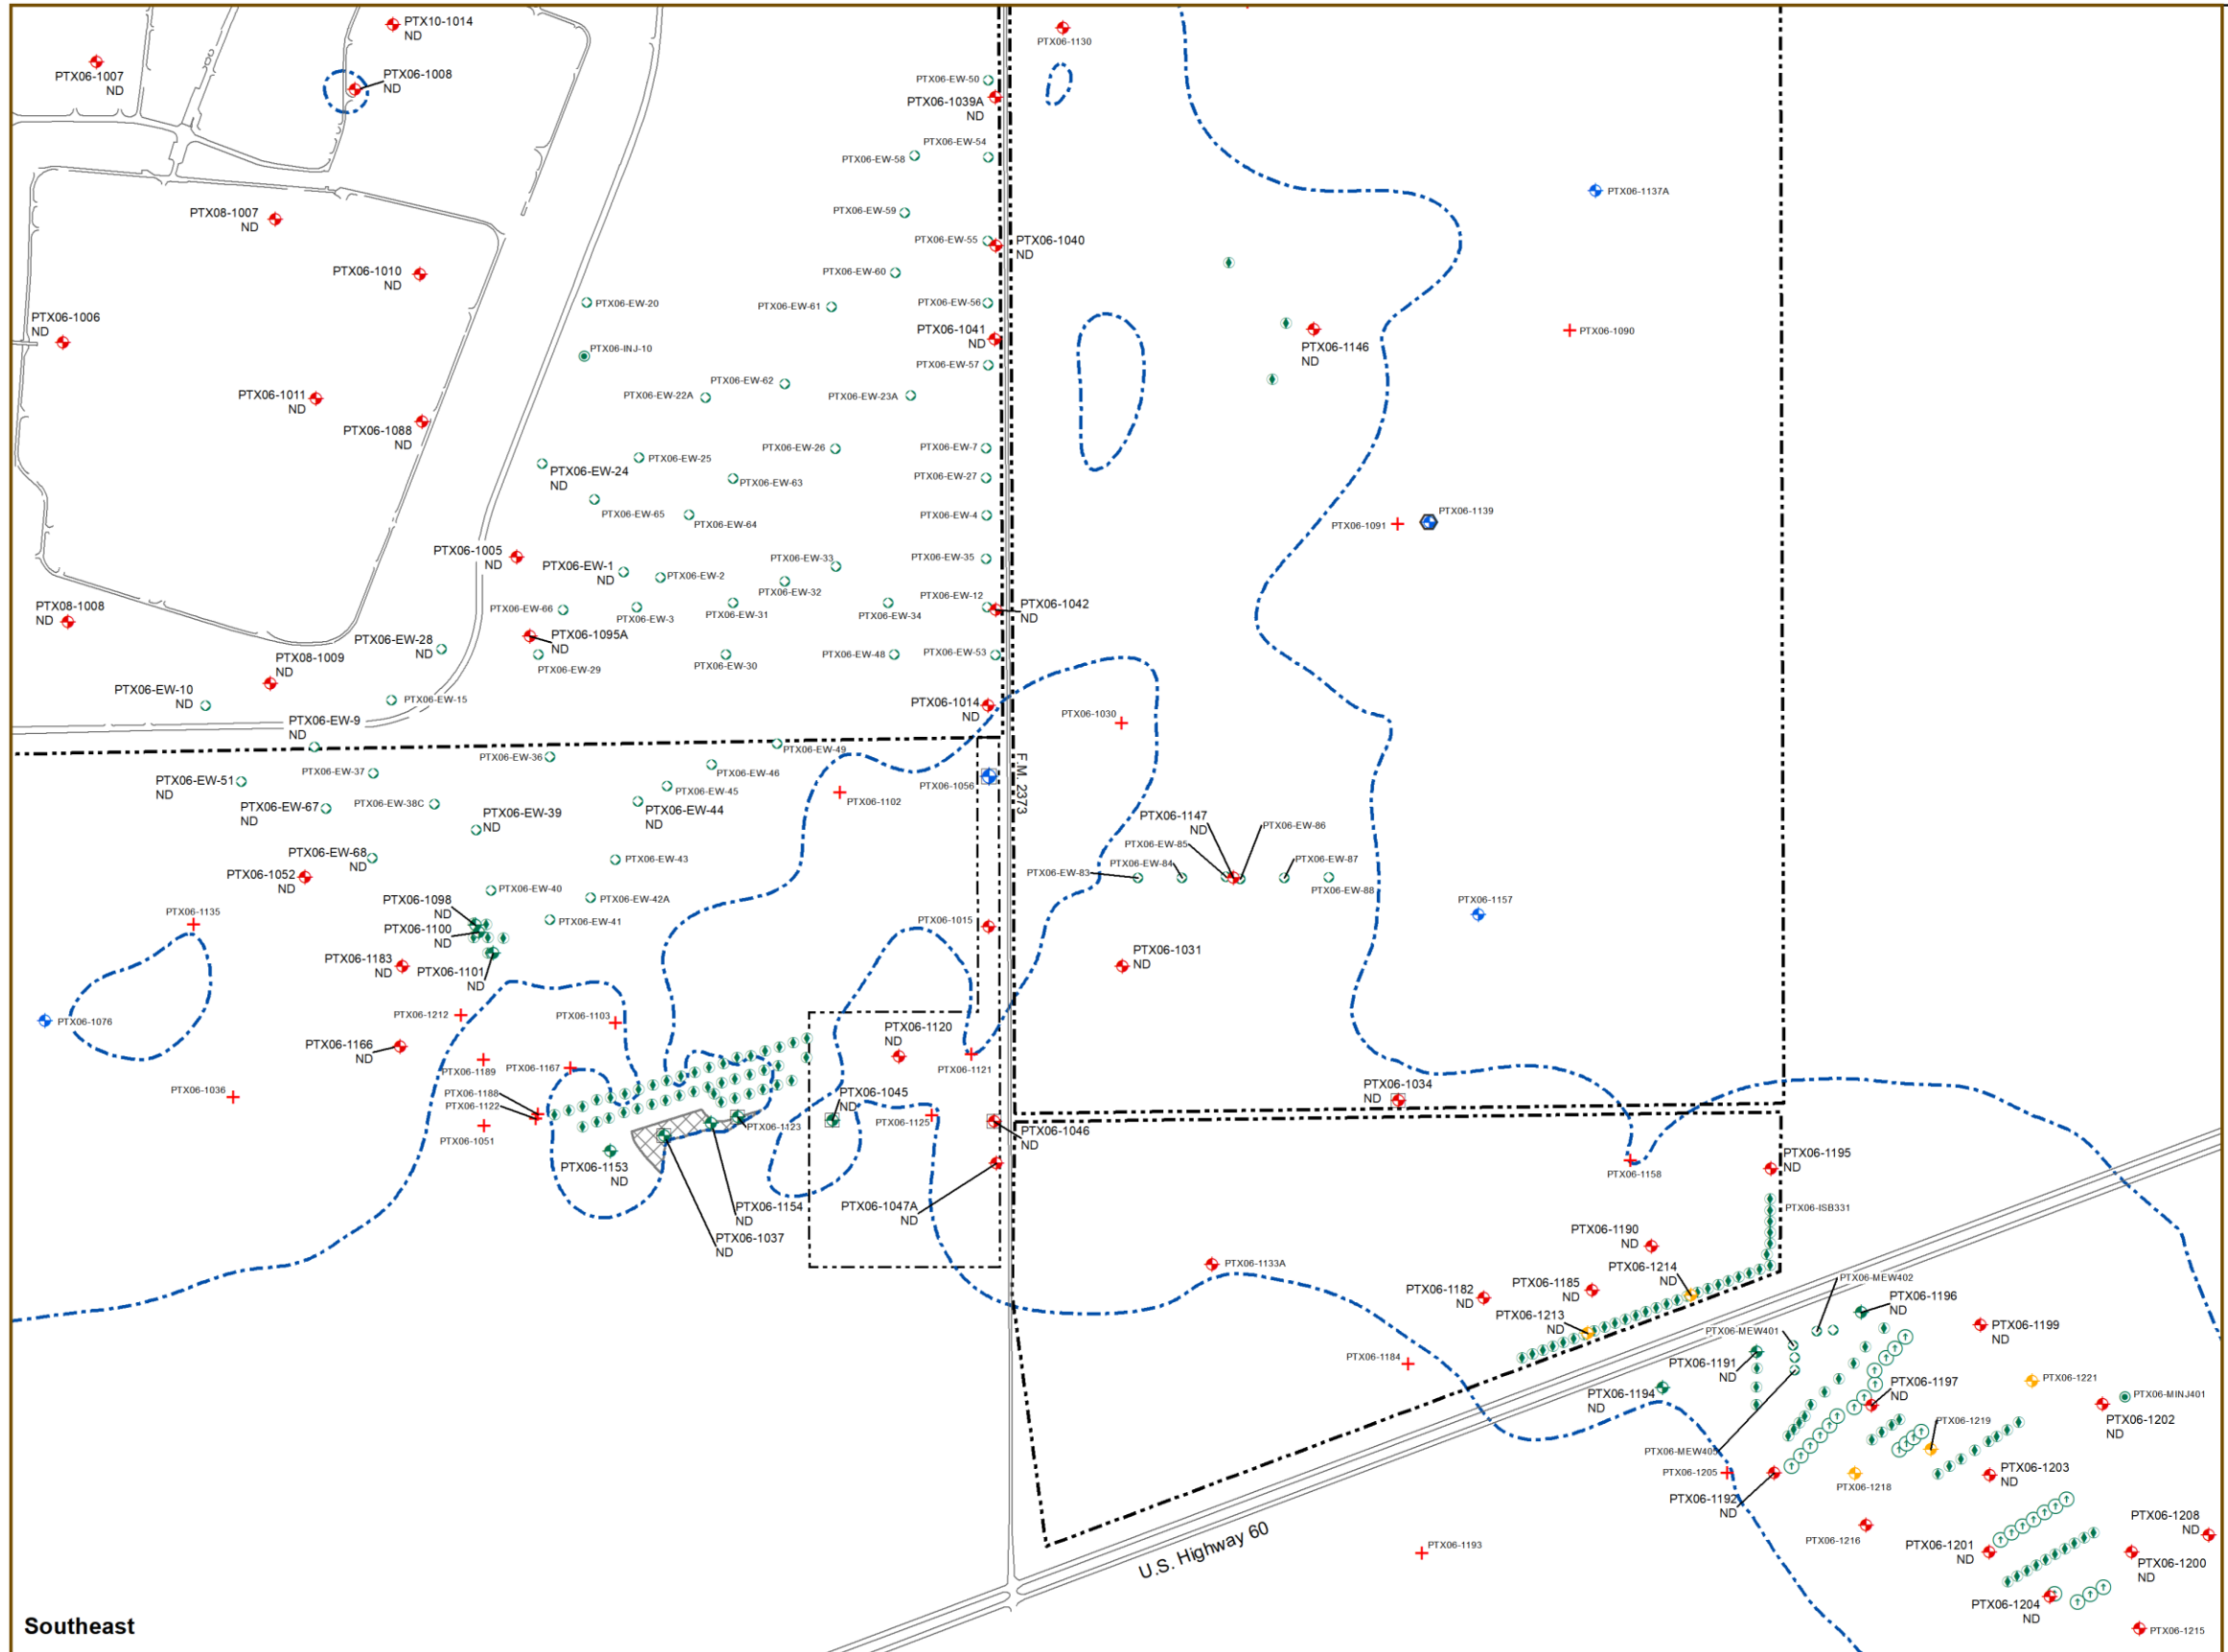 PTX10-1014
ND
PTX06-1130
PTX06-1007
ND
PTX06-1008
ND
PTX06-EW-50
PTX06-1039A
ND
PTX06-EW-54
PTX06-EW-58
PTX06-1137A
PTX08-1007
ND
PTX06-EW-59
PTX06-EW-55
PTX06-1040
ND
PTX06-1010
ND
PTX06-EW-60
PTX06-EW-20
PTX06-EW-61
PTX06-EW-56
PTX06-1006
ND
PTX06-1041
ND
PTX06-1090
PTX06-INJ-10
PTX06-1146
ND
PTX06-EW-57
PTX06-EW-62
PTX06-EW-22A
PTX06-EW-23A
PTX06-1011
ND
PTX06-1088
ND
PTX06-EW-26
PTX06-EW-7
PTX06-EW-25
PTX06-EW-24
ND
PTX06-EW-63
PTX06-EW-27
PTX06-EW-65
PTX06-EW-64
PTX06-EW-4
PTX06-1139
PTX06-1091
PTX06-1005
ND
PTX06-EW-33
PTX06-EW-35
PTX06-EW-1
ND
PTX06-EW-2
PTX06-EW-32
PTX06-EW-12
PTX06-1042
ND
PTX08-1008
ND
PTX06-EW-66
PTX06-EW-3
PTX06-EW-31
PTX06-EW-34
PTX06-1095A
ND
PTX06-EW-28
ND
PTX06-EW-29
PTX06-EW-30
PTX06-EW-48
PTX06-EW-53
PTX08-1009
ND
PTX06-EW-10
ND
PTX06-EW-15
PTX06-1014
ND
PTX06-1030
PTX06-EW-9
ND
PTX06-EW-49
PTX06-EW-36
PTX06-EW-37
PTX06-EW-46
PTX06-EW-51
ND
PTX06-EW-45
PTX06-1056
F.M. 2373
PTX06-EW-67
ND
PTX06-EW-38C
PTX06-EW-39
ND
PTX06-EW-44
ND
PTX06-1102
PTX06-1147
ND
PTX06-EW-86
PTX06-EW-85
PTX06-EW-84
PTX06-EW-87
PTX06-EW-83
PTX06-EW-88
PTX06-EW-68
ND
PTX06-EW-43
PTX06-1052
ND
PTX06-EW-40
PTX06-EW-42A
PTX06-1098
ND
PTX06-1157
PTX06-1135
PTX06-EW-41
PTX06-1015
PTX06-1100
ND
PTX06-1183
ND
PTX06-1101
ND
PTX06-1031
ND
PTX06-1076
PTX06-1212
PTX06-1103
PTX06-1120
ND
PTX06-1166
ND
PTX06-1189
PTX06-1167
PTX06-1121
PTX06-1036
PTX06-1188
PTX06-1122
PTX06-1045
ND
PTX06-1034
ND
PTX06-1051
PTX06-1123
PTX06-1125
PTX06-1046
ND
PTX06-1153
ND
PTX06-1158
PTX06-1195
ND
PTX06-1154
ND
PTX06-1047A
ND
PTX06-ISB331
PTX06-1037
ND
PTX06-1190
ND
PTX06-1133A
PTX06-1214
ND
PTX06-1182
ND
PTX06-1185
ND
PTX06-MEW402
PTX06-1196
ND
PTX06-1213
ND
PTX06-MEW401
PTX06-1199
ND
PTX06-1184
PTX06-1191
ND
PTX06-1194
ND
PTX06-1197
ND
PTX06-1221
PTX06-MINJ401
PTX06-1202
ND
PTX06-1219
PTX06-MEW405
PTX06-1205
PTX06-1218
PTX06-1203
ND
PTX06-1192
ND
PTX06-1208
ND
PTX06-1216
PTX06-1201
ND
PTX06-1193
PTX06-1200
ND
U.S. Highway 60
PTX06-1204
ND
PTX06-1215
Southeast